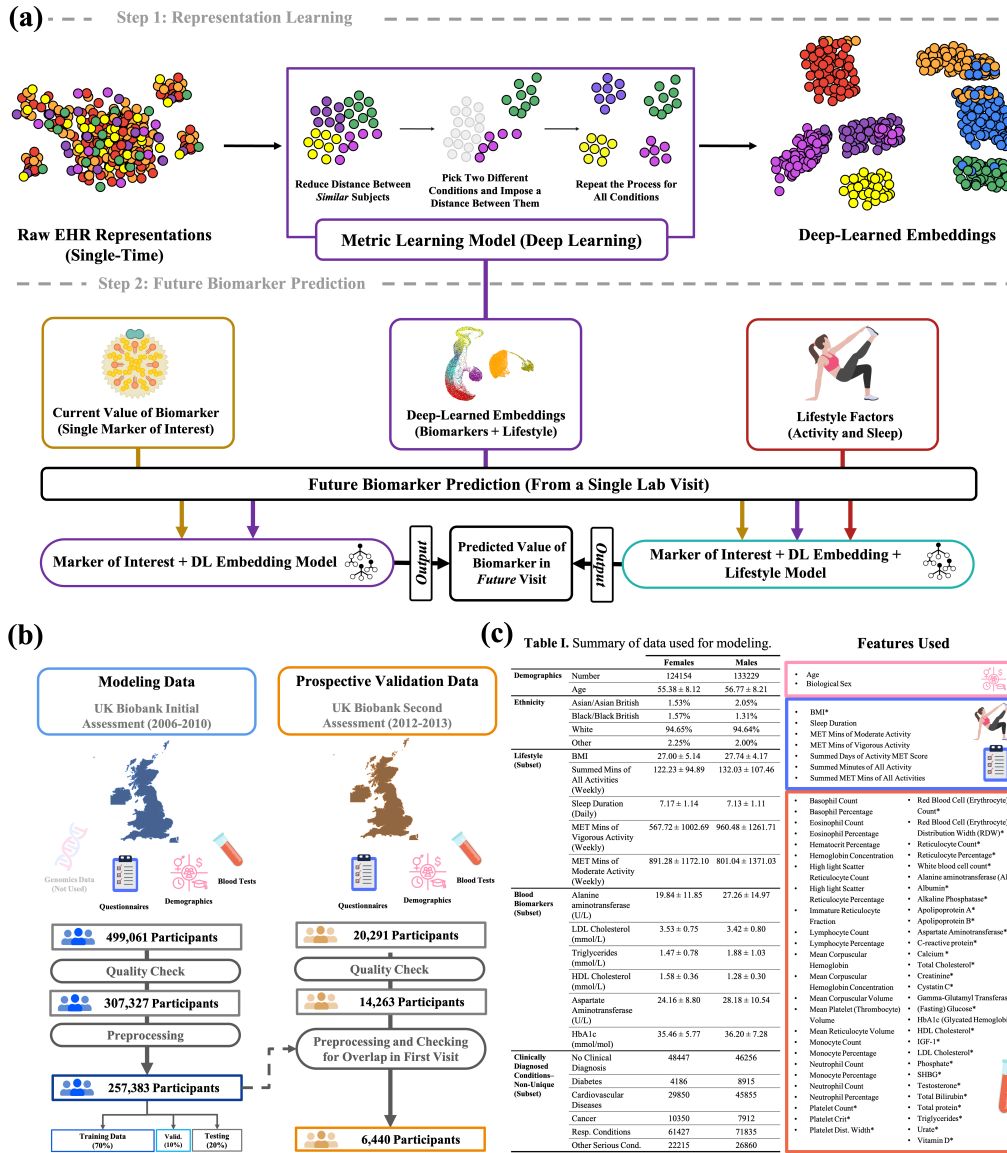 (a)
Step 1: Representation Learning
Reduce Distance Between
Similar Subjects
Pick Two Different
Conditions and Impose a
Distance Between Them
Repeat the Process for
All Conditions
Raw EHR Representations
(Single-Time)
Metric Learning Model (Deep Learning)
Deep-Learned Embeddings
Step 2: Future Biomarker Prediction
Current Value of Biomarker
(Single Marker of Interest)
Deep-Learned Embeddings
(Biomarkers + Lifestyle)
Lifestyle Factors
(Activity and Sleep)
Future Biomarker Prediction (From a Single Lab Visit)
Marker of Interest + DL Embedding Model
Output
Predicted Value of
Biomarker in
Future Visit
Output
Marker of Interest + DL Embedding +
Lifestyle Model
(b)
Modeling Data
UK Biobank Initial
Assessment (2006-2010)
Genomics Data
(Not Used)
Questionnaires
Demographics
Blood Tests
499,061 Participants
Quality Check
307,327 Participants
Preprocessing
257,383 Participants
Training Data
(70%)
Valid.
(10%)
Testing
(20%)
Prospective Validation Data
UK Biobank Second
Assessment (2012-2013)
Questionnaires
Demographics
Blood Tests
20,291 Participants
Quality Check
14,263 Participants
Preprocessing and Checking
for Overlap in First Visit
6,440 Participants
(c)
Table I. Summary of data used for modeling.
Females Males
Demographics Number 124154 133229
Age 55.38 ± 8.12 56.77 ± 8.21
Ethnicity Asian/Asian British 1.53% 2.05%
Black/Black British 1.57% 1.31%
White 94.65% 94.64%
Other 2.25% 2.00%
Lifestyle BMI 27.00 ± 5.14 27.74 ± 4.17
(Subset) Summed Mins of 122.23 ± 94.89 132.03 ± 107.46
All Activities
(Weekly)
Sleep Duration 7.17 ± 1.14 7.13 ± 1.11
(Daily)
MET Mins of 567.72 ± 1002.69 960.48 ± 1261.71
Vigorous Activity
(Weekly)
MET Mins of 891.28 ± 1172.10 801.04 ± 1371.03
Moderate Activity
(Weekly)
Blood Alanine 19.84 ± 11.85 27.26 ± 14.97
Biomarkers aminotransferase
(Subset) (U/L)
LDL Cholesterol 3.53 ± 0.75 3.42 ± 0.80
(mmol/L)
Triglycerides 1.47 ± 0.78 1.88 ± 1.03
(mmol/L)
HDL Cholesterol 1.58 ± 0.36 1.28 ± 0.30
(mmol/L)
Aspartate 24.16 ± 8.80 28.18 ± 10.54
Aminotransferase
(U/L)
HbA1c 35.46 ± 5.77 36.20 ± 7.28
(mmol/mol)
Clinically No Clinical 48447 46256
Diagnosed Diagnosis
Conditions– Diabetes 4186 8915
Non-Unique Cardiovascular 29850 45855
(Subset) Diseases
Cancer 10350 7912
Resp. Conditions 61427 71835
Other Serious Cond. 22215 26860
Features Used
• Age
• Biological Sex
• BMI*
• Sleep Duration
• MET Mins of Moderate Activity
• MET Mins of Vigorous Activity
• Summed Days of Activity MET Score
• Summed Minutes of All Activity
• Summed MET Mins of All Activities
• Basophil Count
• Basophil Percentage
• Eosinophil Count
• Eosinophil Percentage
• Hematocrit Percentage
• Hemoglobin Concentration
• High light Scatter
Reticulocyte Count
• High light Scatter
Reticulocyte Percentage
• Immature Reticulocyte
Fraction
• Lymphocyte Count
• Lymphocyte Percentage
• Mean Corpuscular
Hemoglobin
• Mean Corpuscular
Hemoglobin Concentration
• Mean Corpuscular Volume
• Mean Platelet (Thrombocyte)
Volume
• Mean Reticulocyte Volume
• Monocyte Count
• Monocyte Percentage
• Neutrophil Count
• Monocyte Percentage
• Neutrophil Count
• Neutrophil Percentage
• Platelet Count*
• Platelet Crit*
• Platelet Dist. Width*
• Red Blood Cell (Erythrocyte)
Count*
• Red Blood Cell (Erythrocyte)
Distribution Width (RDW)*
• Reticulocyte Count*
• Reticulocyte Percentage*
• White blood cell count*
• Alanine aminotransferase (Al
• Albumin*
• Alkaline Phosphatase*
• Apolipoprotein A*
• Apolipoprotein B*
• Aspartate Aminotransferase*
• C-reactive protein*
• Calcium*
• Total Cholesterol*
• Creatinine*
• Cystatin C*
• Gamma-Glutamyl Transferas
• (Fasting) Glucose*
• HbA1c (Glycated Hemoglobi
• HDL Cholesterol*
• IGF-1*
• LDL Cholesterol*
• Phosphate*
• SHBG*
• Testosterone*
• Total Bilirubin*
• Total protein*
• Triglycerides*
• Urate*
• Vitamin D*